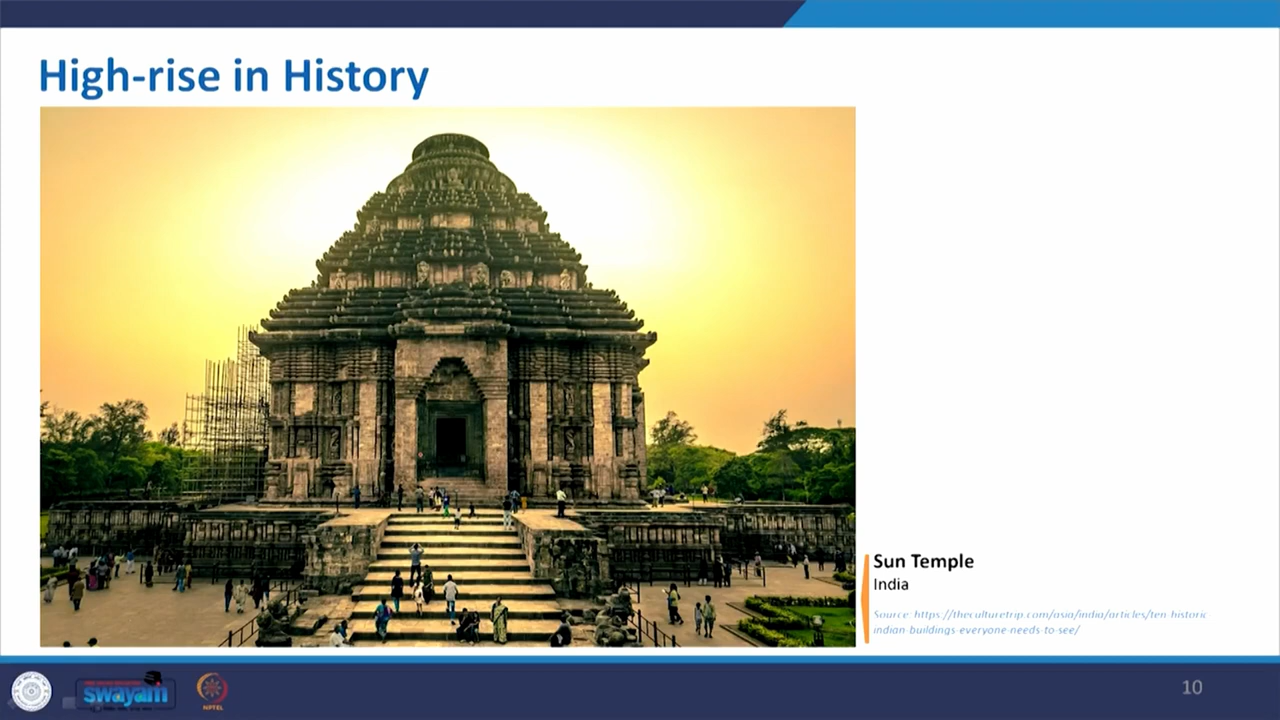 High-rise in History
Sun Temple
India
Source: https://theculturetrip.com/asia/india/articles/ten-historic
indian-buildings-everyone-needs-to-see/
swayam
NPTEL
10